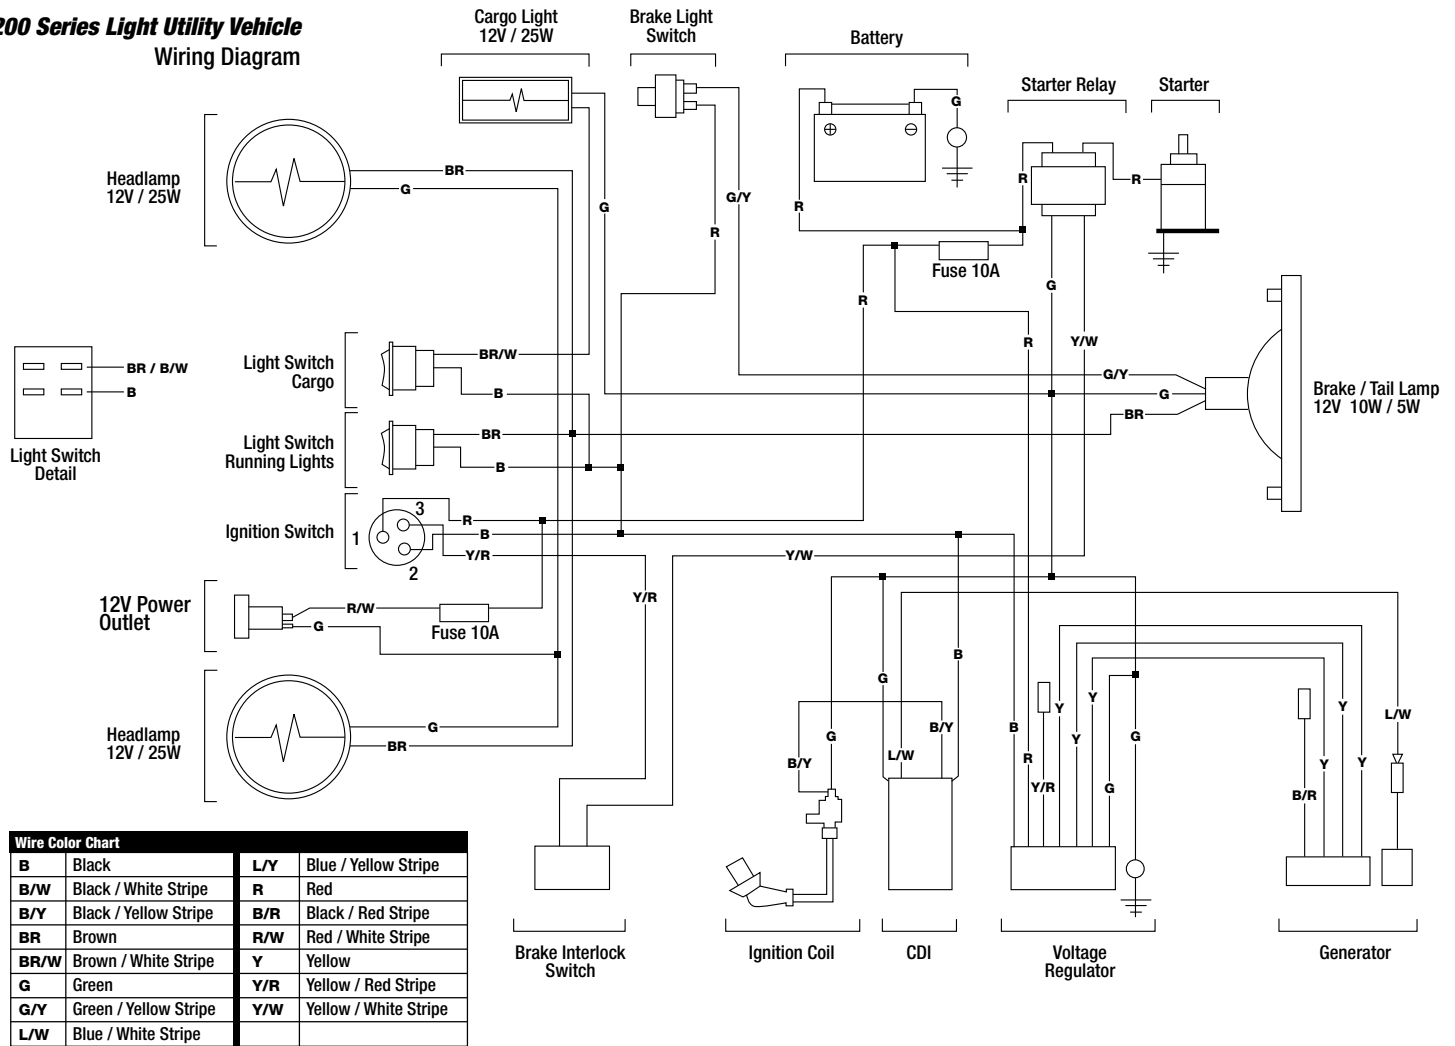 200 Series Light Utility Vehicle
Wiring Diagram
Cargo Light
12V / 25W
Brake Light
Switch
Battery
Starter Relay
Starter
Headlamp
12V / 25W
BR
G
G
R
G/Y
R
G
R
R
Fuse 10A
R
G
R
Y/W
BR / B/W
B
Light Switch
Detail
Light Switch
Cargo
BR/W
B
G/Y
G
BR
Brake / Tail Lamp
12V 10W / 5W
Light Switch
Running Lights
BR
B
Ignition Switch
1
3
2
R
B
Y/R
Y/W
12V Power
Outlet
R/W
G
Fuse 10A
Y/R
Headlamp
12V / 25W
G
BR
B/Y
G
G
L/W
B/Y
B
B
R
Y/R
Y
Y
Y
G
G
B/R
Y
Y
Y
L/W
Brake Interlock
Switch
Ignition Coil
CDI
Voltage
Regulator
Generator
Wire Color Chart
B Black L/Y Blue / Yellow Stripe
B/W Black / White Stripe R Red
B/Y Black / Yellow Stripe B/R Black / Red Stripe
BR Brown R/W Red / White Stripe
BR/W Brown / White Stripe Y Yellow
G Green Y/R Yellow / Red Stripe
G/Y Green / Yellow Stripe Y/W Yellow / White Stripe
L/W Blue / White Stripe